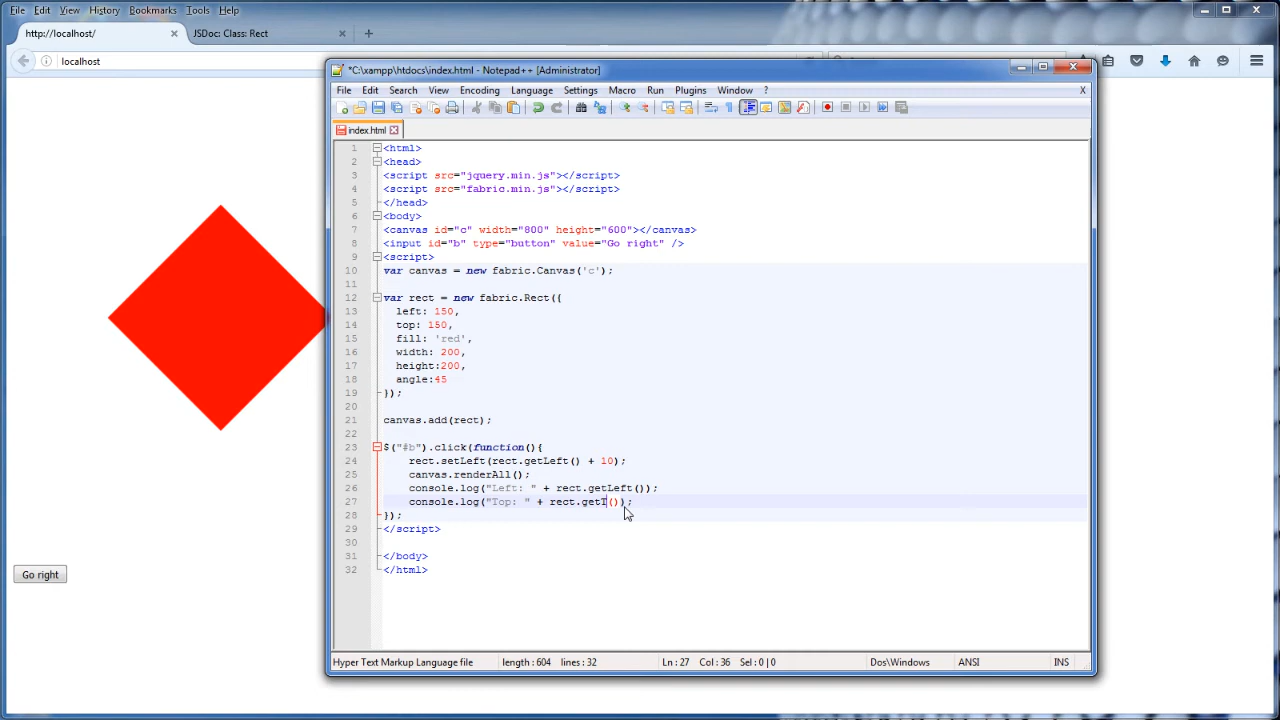 File Edit View History Bookmarks Tools Help
http://localhost/ JSDoc: Class: Rect
localhost
*C:\xampp\htdocs\index.html - Notepad++ [Administrator]
File Edit Search View Encoding Language Settings Macro Run Plugins Window ? X
index.html
1 <html>
2 <head>
3 <script src="jquery.min.js"></script>
4 <script src="fabric.min.js"></script>
5 </head>
6 <body>
7 <canvas id="c" width="800" height="600"></canvas>
8 <input id="b" type="button" value="Go right" />
9 <script>
10 var canvas = new fabric.Canvas('c');
11
12 var rect = new fabric.Rect({
13 left: 150,
14 top: 150,
15 fill: 'red',
16 width: 200,
17 height:200,
18 angle:45
19 });
20
21 canvas.add(rect);
22
23 $("#b").click(function(){
24 rect.setLeft(rect.getLeft() + 10);
25 canvas.renderAll();
26 console.log("Left: " + rect.getLeft());
27 console.log("Top: " + rect.getT());
28 });
29 </script>
30
31 </body>
32 </html>
Go right
Hyper Text Markup Language file length : 604 lines : 32 Ln : 27 Col : 36 Sel : 0 | 0 Dos\Windows ANSI INS